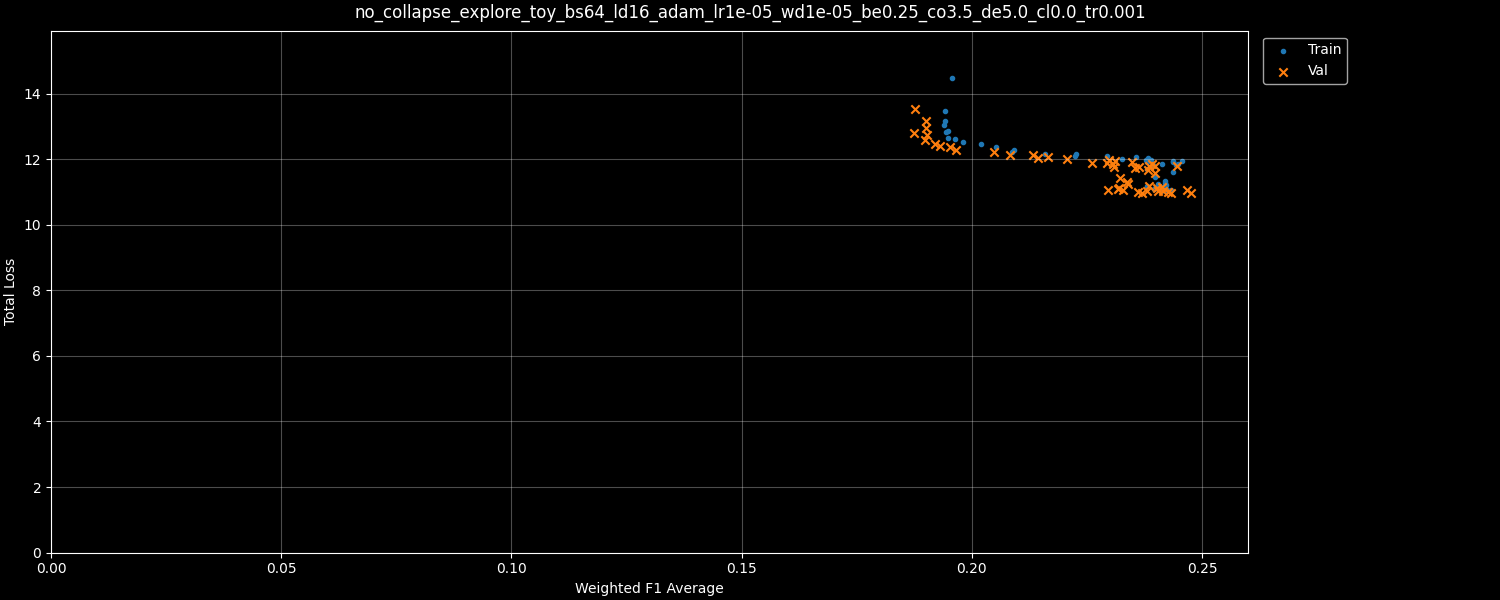 no_collapse_explore_toy_bs64_ld16_adam_lr1e-05_wd1e-05_be0.25_co3.5_de5.0_cl0.0_tr0.001
Train
Val
14
12
10
8
6
4
2
0
Total Loss
0.00 0.05 0.10 0.15 0.20 0.25
Weighted F1 Average